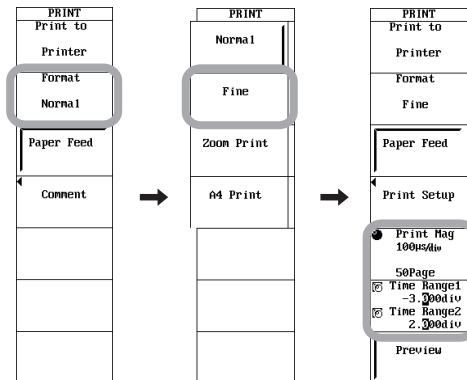 PRINT
Print to
Printer
Format
Normal
Paper Feed
Comment
PRINT
Normal
Fine
Zoom Print
A4 Print
PRINT
Print to
Printer
Format
Fine
Paper Feed
Print Setup
Print Mag
100µs/div
50Page
Time Range1
-3.00div
Time Range2
2.00div
Preview